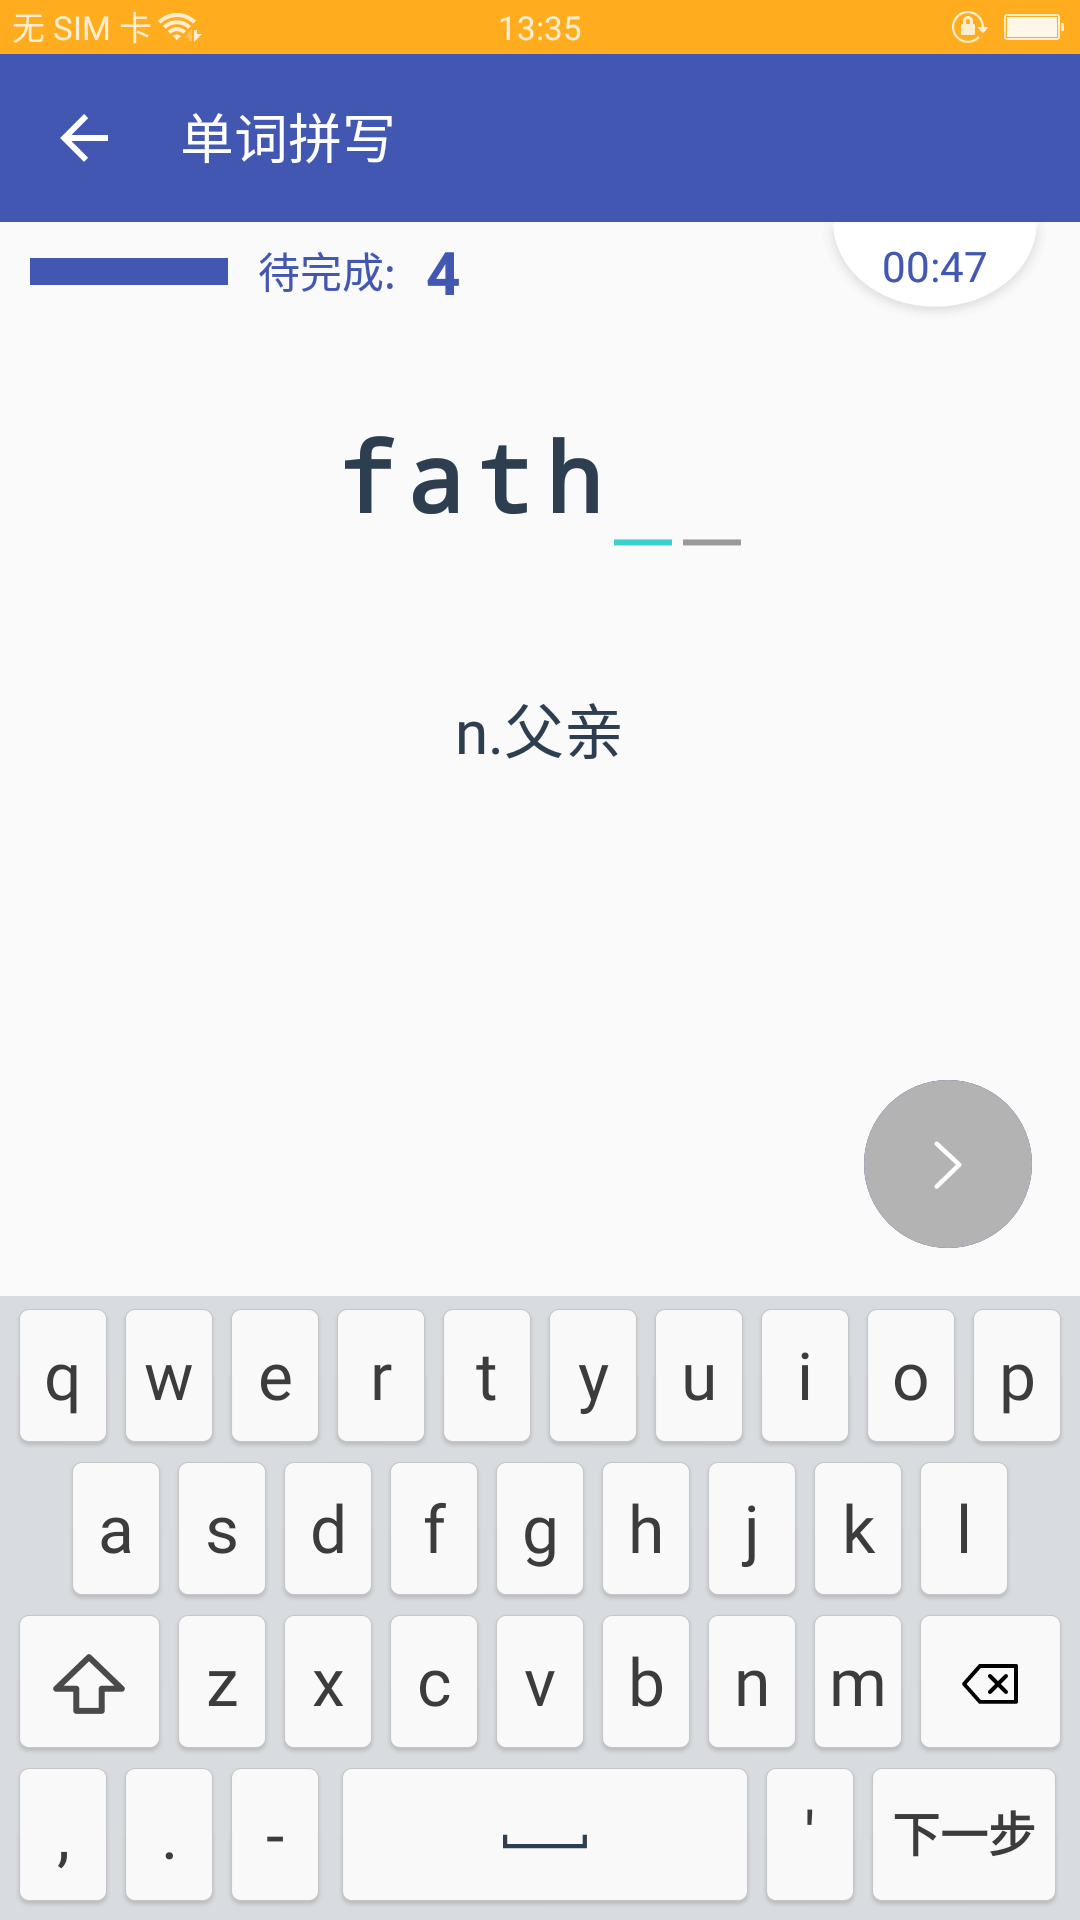 无 SIM 卡 13:35
单词拼写
待完成: 4 00:47
fath__
n.父亲
q w e r t y u i o p
a s d f g h j k l
z x c v b n m
, . - ' 下一步